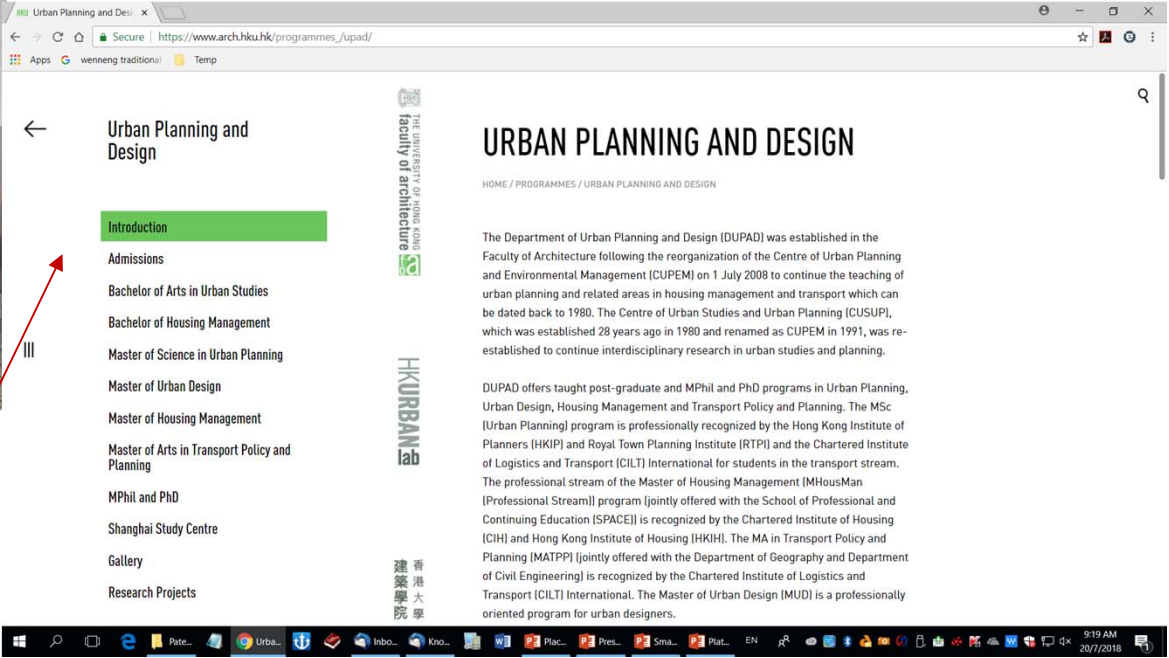 HKU Urban Planning and Desi
Secure | https://www.arch.hku.hk/programmes_/upad/
Apps G wenneng traditional Temp
Urban Planning and
Design
Introduction
Admissions
Bachelor of Arts in Urban Studies
Bachelor of Housing Management
Master of Science in Urban Planning
Master of Urban Design
Master of Housing Management
Master of Arts in Transport Policy and
Planning
MPhil and PhD
Shanghai Study Centre
Gallery
Research Projects
THE UNIVERSITY OF HONG KONG
faculty of architecture fa
HKURBAN
lab
香港大學
建築學院
URBAN PLANNING AND DESIGN
HOME / PROGRAMMES / URBAN PLANNING AND DESIGN
The Department of Urban Planning and Design (DUPAD) was established in the
Faculty of Architecture following the reorganization of the Centre of Urban Planning
and Environmental Management (CUPEM) on 1 July 2008 to continue the teaching of
urban planning and related areas in housing management and transport which can
be dated back to 1980. The Centre of Urban Studies and Urban Planning (CUSUP),
which was established 28 years ago in 1980 and renamed as CUPEM in 1991, was re-
established to continue interdisciplinary research in urban studies and planning.
DUPAD offers taught post-graduate and MPhil and PhD programs in Urban Planning,
Urban Design, Housing Management and Transport Policy and Planning. The MSc
(Urban Planning) program is professionally recognized by the Hong Kong Institute of
Planners (HKIP) and Royal Town Planning Institute (RTPI) and the Chartered Institute
of Logistics and Transport (CILT) International for students in the transport stream.
The professional stream of the Master of Housing Management (MHousMan
(Professional Stream)) program (jointly offered with the School of Professional and
Continuing Education (SPACE)) is recognized by the Chartered Institute of Housing
(CIH) and Hong Kong Institute of Housing (HKIH). The MA in Transport Policy and
Planning (MATPP) (jointly offered with the Department of Geography and Department
of Civil Engineering) is recognized by the Chartered Institute of Logistics and
Transport (CILT) International. The Master of Urban Design (MUD) is a professionally
oriented program for urban designers.
Pate... Urba... Inbo... Kno... Plac... Pres... Sma... Plat... EN
9:19 AM
20/7/2018